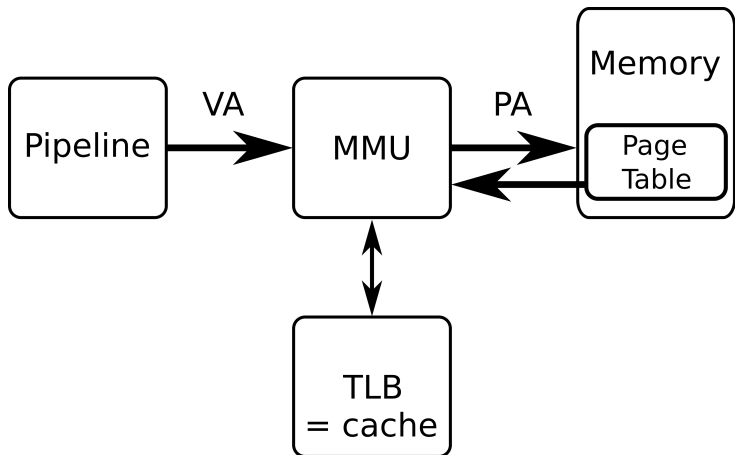 Memory
VA
PA
Pipeline
MMU
Page
Table
TLB
= cache